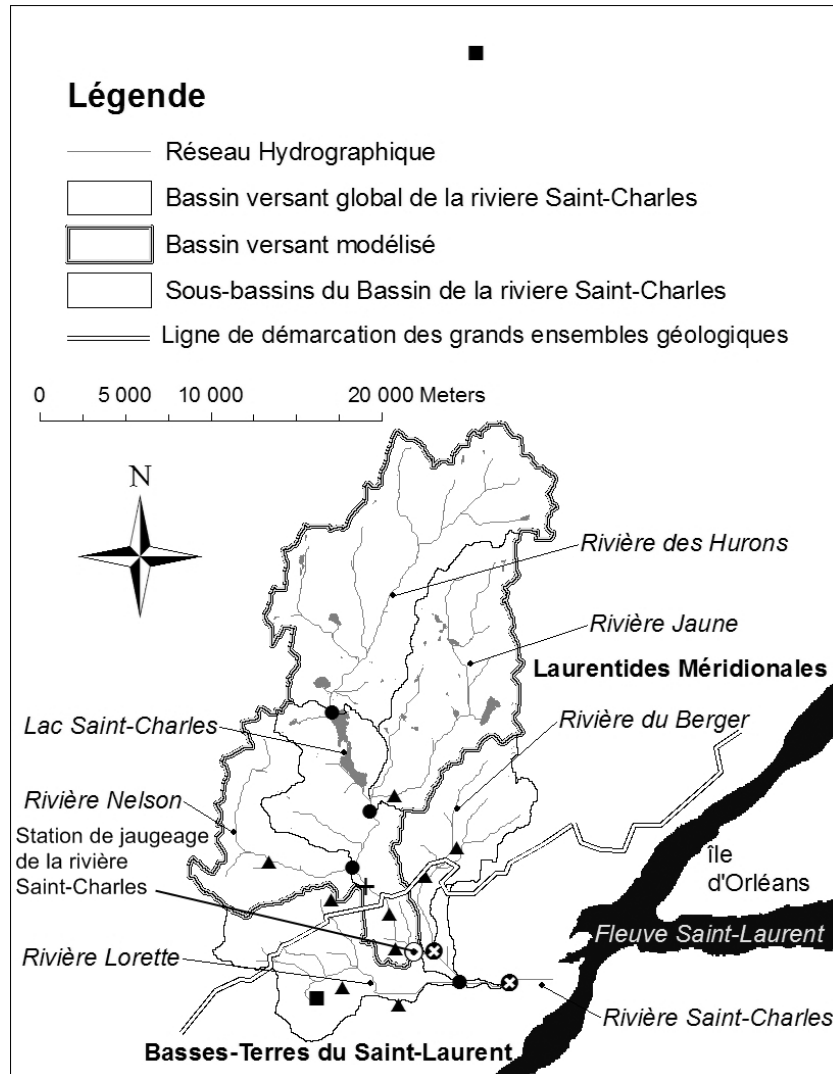 Légende
Réseau Hydrographique
Bassin versant global de la riviere Saint-Charles
Bassin versant modélisé
Sous-bassins du Bassin de la riviere Saint-Charles
Ligne de démarcation des grands ensembles géologiques
0 5 000 10 000 20 000 Meters
N
Rivière des Hurons
Rivière Jaune
Laurentides Méridionales
Lac Saint-Charles
Rivière du Berger
Rivière Nelson
Station de jaugeage
de la rivière
Saint-Charles
île
d'Orléans
Fleuve Saint-Laurent
Rivière Lorette
Rivière Saint-Charles
Basses-Terres du Saint-Laurent